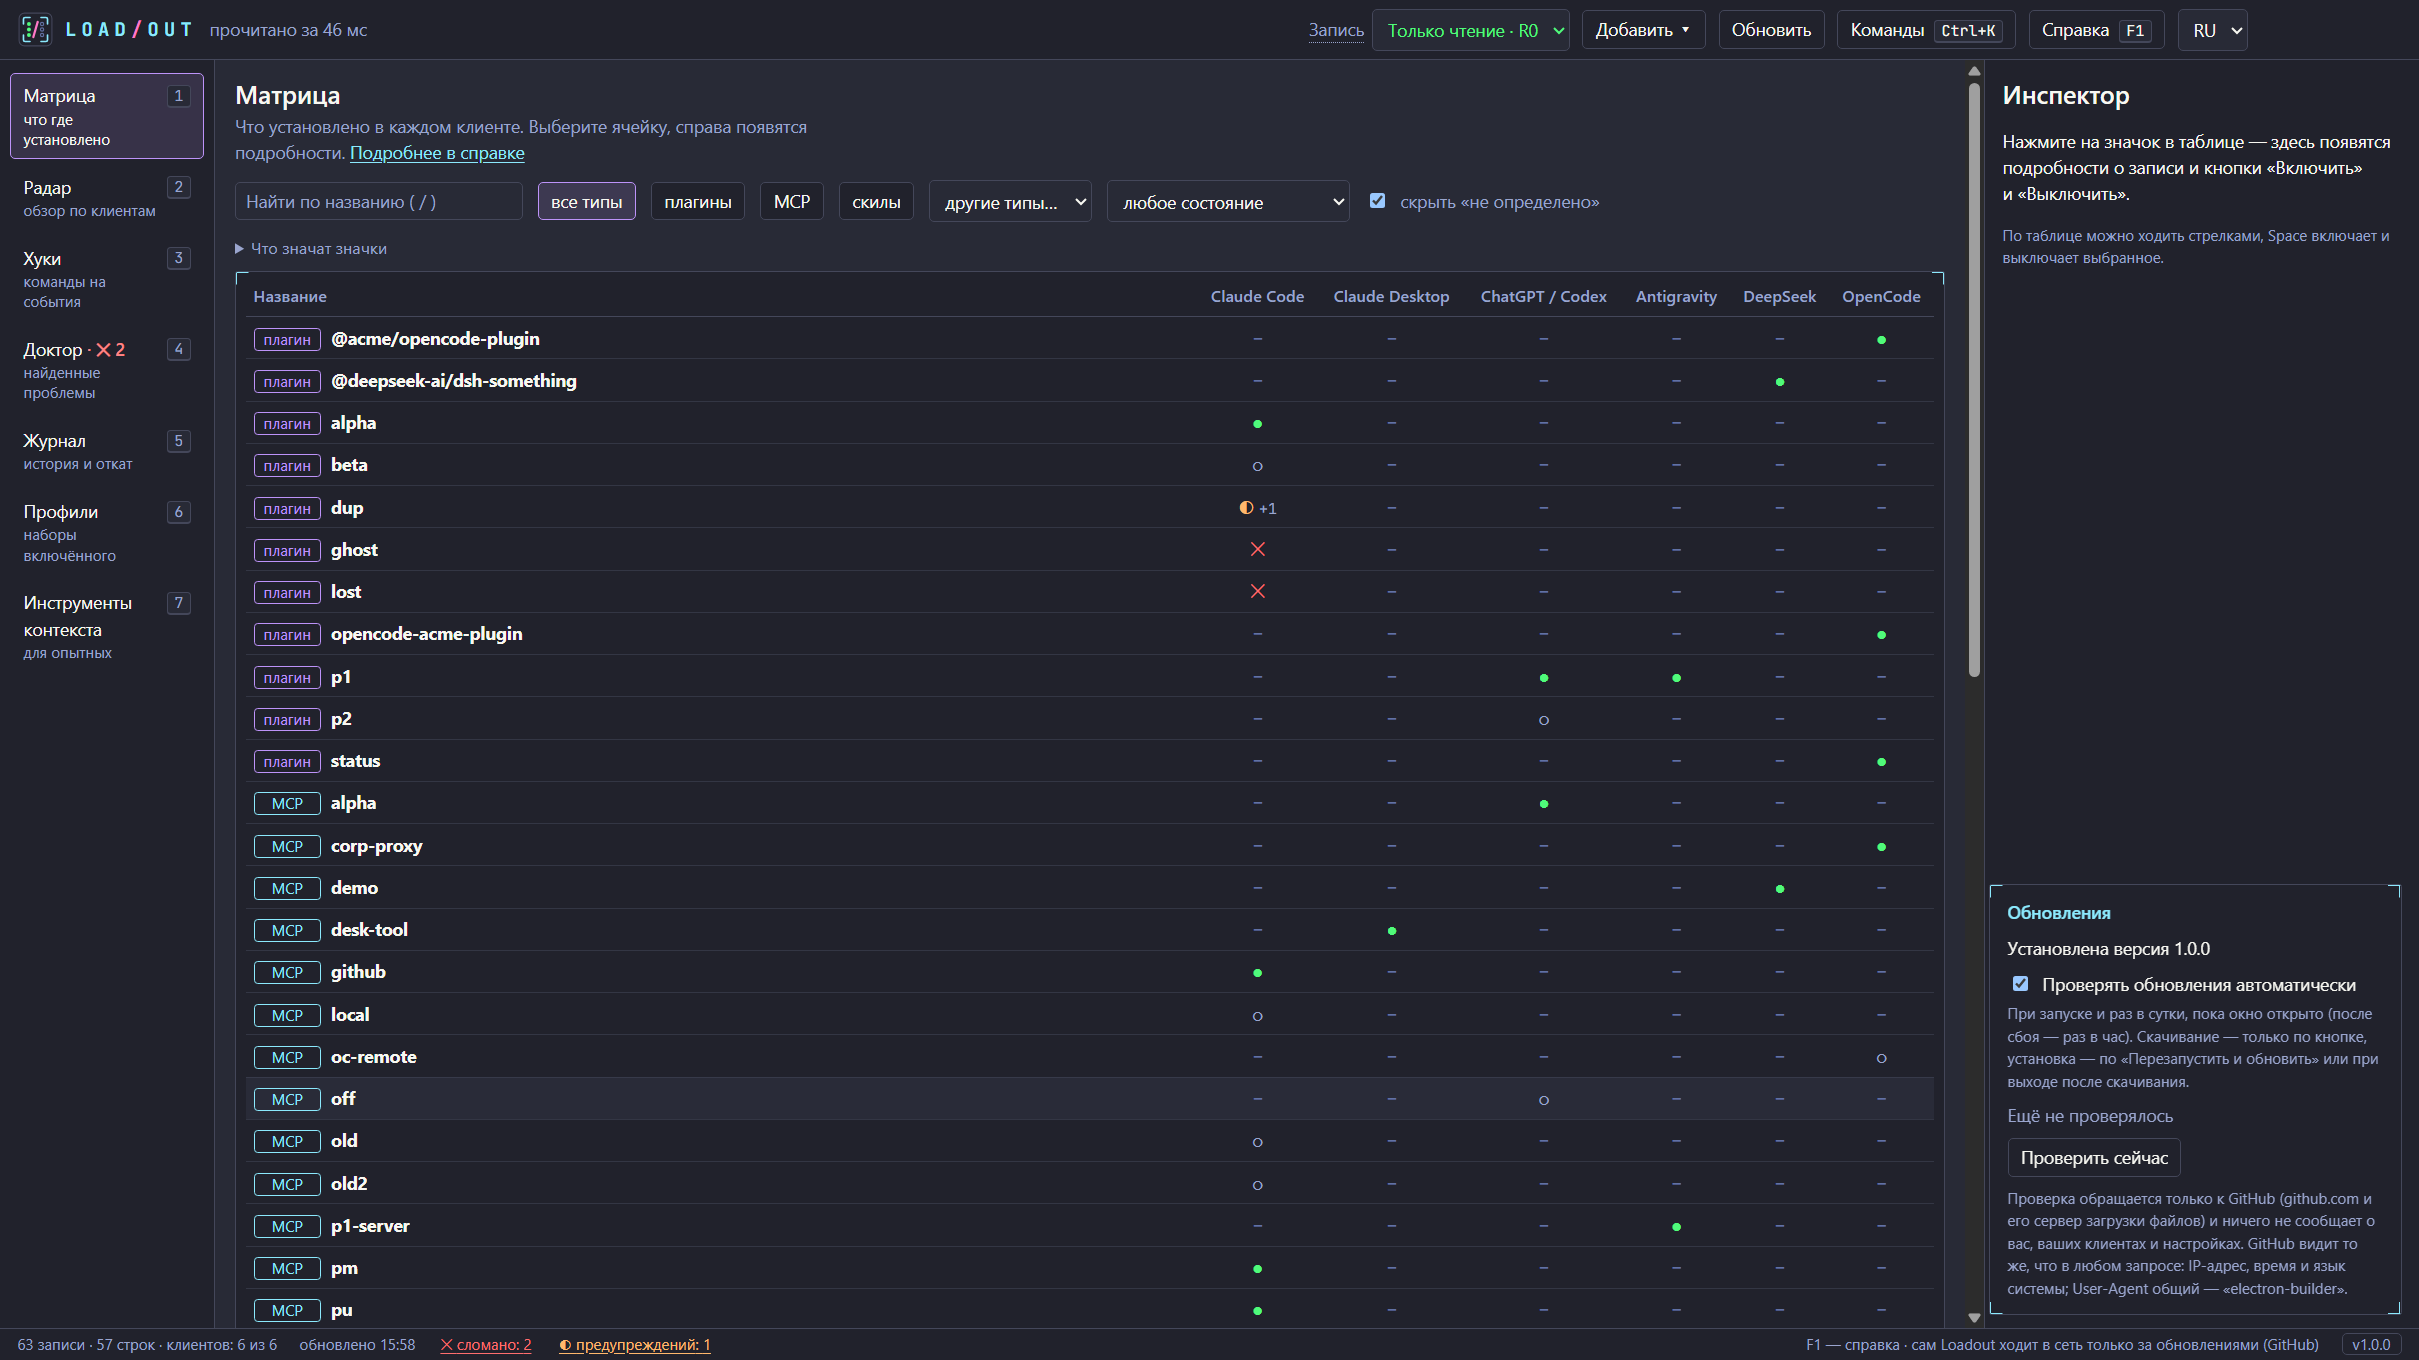 LOAD/OUT прочитано за 46 мс
Запись Только чтение · R0 Добавить ▾ Обновить Команды Ctrl+K Справка F1 RU
Матрица 1
что где
установлено
Радар 2
обзор по клиентам
Хуки 3
команды на
события
Доктор · ✕ 2 4
найденные
проблемы
Журнал 5
история и откат
Профили 6
наборы
включённого
Инструменты 7
контекста
для опытных
Матрица
Что установлено в каждом клиенте. Выберите ячейку, справа появятся
подробности. Подробнее в справке
Найти по названию ( / ) все типы плагины MCP скилы другие типы... любое состояние скрыть «не определено»
▶ Что значат значки
Название Claude Code Claude Desktop ChatGPT / Codex Antigravity DeepSeek OpenCode
плагин @acme/opencode-plugin – – – – – ●
плагин @deepseek-ai/dsh-something – – – – ● –
плагин alpha ● – – – – –
плагин beta ○ – – – – –
плагин dup ◐ +1 – – – – –
плагин ghost ✕ – – – – –
плагин lost ✕ – – – – –
плагин opencode-acme-plugin – – – – – ●
плагин p1 – – ● ● – –
плагин p2 – – ○ – – –
плагин status – – – – – ●
MCP alpha – – ● – – –
MCP corp-proxy – – – – – ●
MCP demo – – – – ● –
MCP desk-tool – ● – – – –
MCP github ● – – – – –
MCP local ○ – – – – –
MCP oc-remote – – – – – ○
MCP off – – ○ – – –
MCP old ○ – – – – –
MCP old2 ○ – – – – –
MCP p1-server – – – ● – –
MCP pm ● – – – – –
MCP pu ● – – – – –
Инспектор
Нажмите на значок в таблице — здесь появятся
подробности о записи и кнопки «Включить»
и «Выключить».
По таблице можно ходить стрелками, Space включает и
выключает выбранное.
Обновления
Установлена версия 1.0.0
Проверять обновления автоматически
При запуске и раз в сутки, пока окно открыто (после
сбоя — раз в час). Скачивание — только по кнопке,
установка — по «Перезапустить и обновить» или при
выходе после скачивания.
Ещё не проверялось
Проверить сейчас
Проверка обращается только к GitHub (github.com и
его сервер загрузки файлов) и ничего не сообщает о
вас, ваших клиентах и настройках. GitHub видит то
же, что в любом запросе: IP-адрес, время и язык
системы; User-Agent общий — «electron-builder».
63 записи · 57 строк · клиентов: 6 из 6 обновлено 15:58 ✕ сломано: 2 ◐ предупреждений: 1
F1 — справка · сам Loadout ходит в сеть только за обновлениями (GitHub) v1.0.0